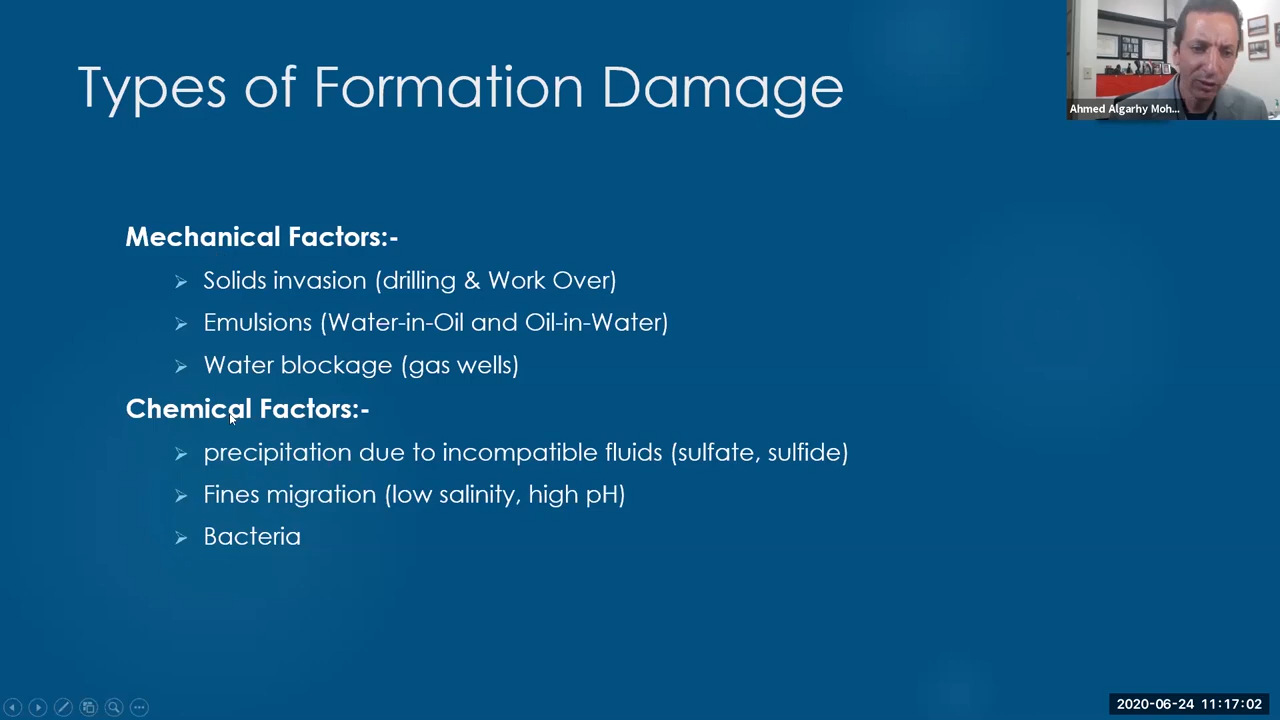 Types of Formation Damage
Ahmed Algarhy Moh...
Mechanical Factors:-
Solids invasion (drilling & Work Over)
Emulsions (Water-in-Oil and Oil-in-Water)
Water blockage (gas wells)
Chemical Factors:-
precipitation due to incompatible fluids (sulfate, sulfide)
Fines migration (low salinity, high pH)
Bacteria
2020-06-24 11:17:02